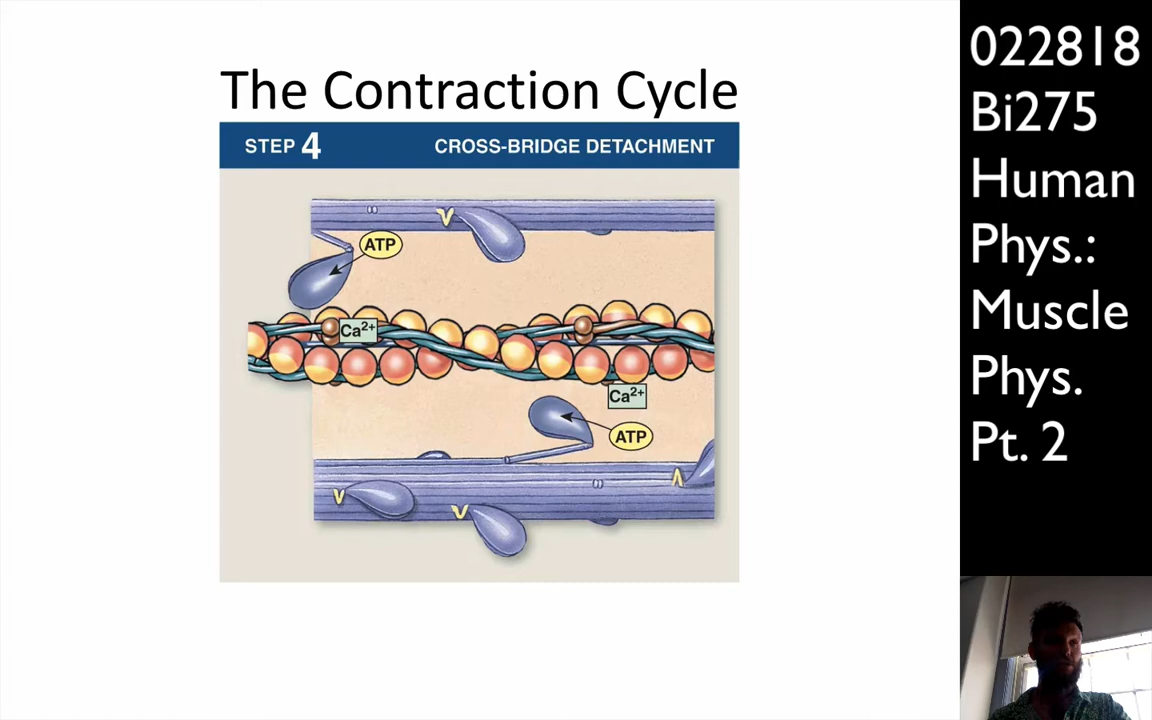 The Contraction Cycle
STEP 4 CROSS-BRIDGE DETACHMENT
ATP
Ca2+
Ca2+
ATP
022818
Bi275
Human
Phys.:
Muscle
Phys.
Pt. 2